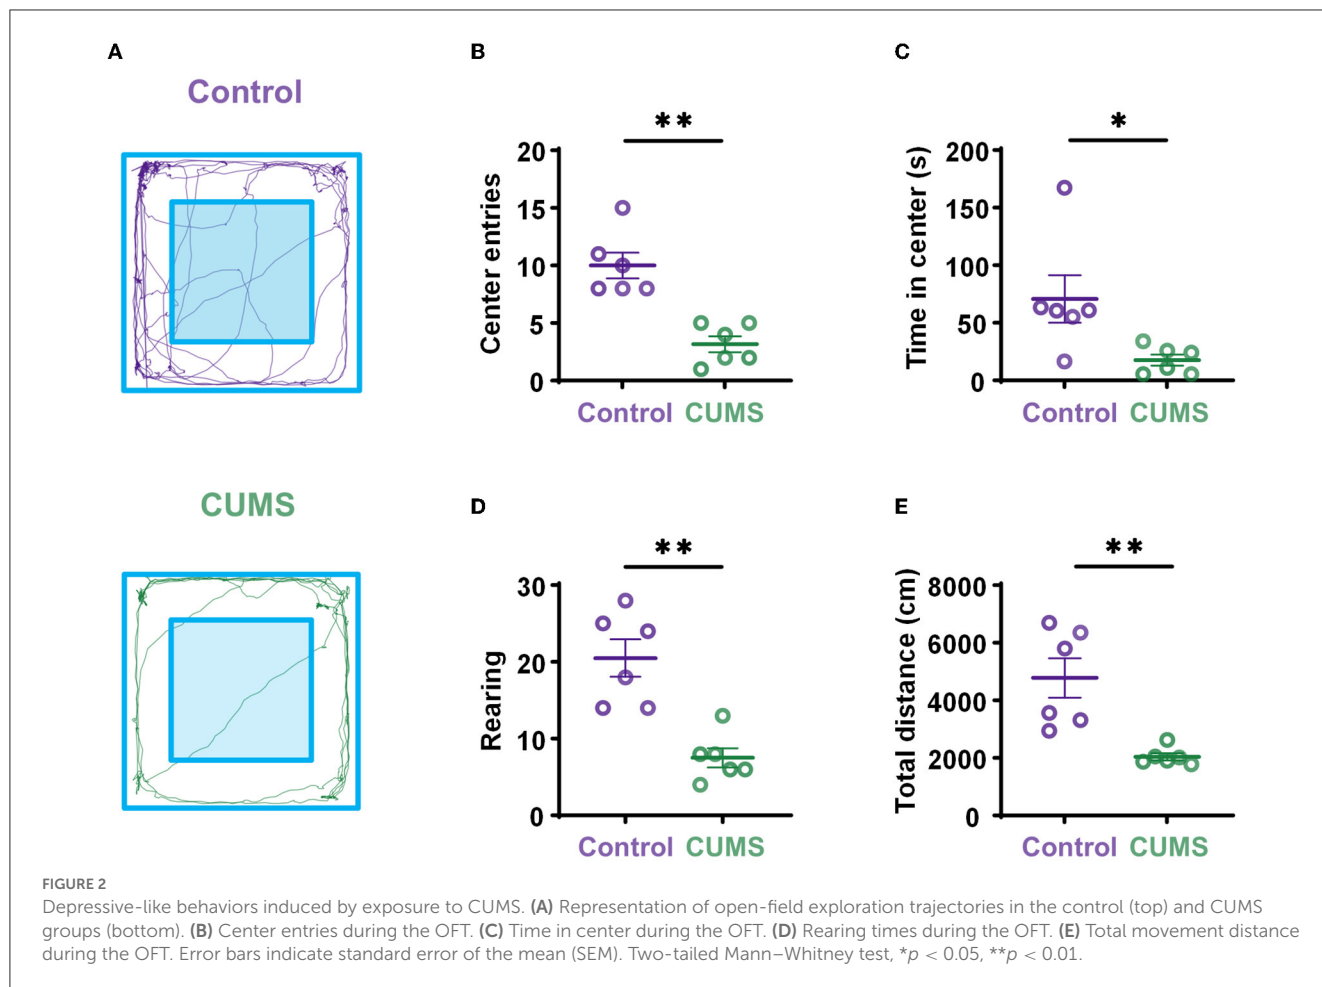 A
Control
CUMS
B
**
Center entries
20
15
10
5
0
Control CUMS
C
*
Time in center (s)
200
150
100
50
0
Control CUMS
D
**
Rearing
30
20
10
0
Control CUMS
E
**
Total distance (cm)
8000
6000
4000
2000
0
Control CUMS
FIGURE 2
Depressive-like behaviors induced by exposure to CUMS. (A) Representation of open-field exploration trajectories in the control (top) and CUMS
groups (bottom). (B) Center entries during the OFT. (C) Time in center during the OFT. (D) Rearing times during the OFT. (E) Total movement distance
during the OFT. Error bars indicate standard error of the mean (SEM). Two-tailed Mann–Whitney test, *p < 0.05, **p < 0.01.